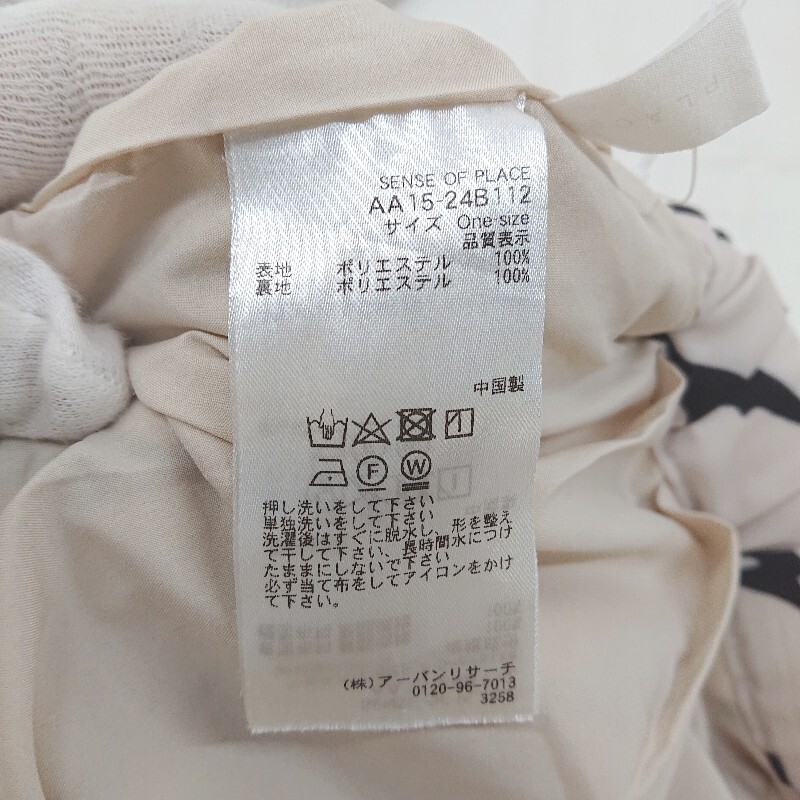 SENSE OF PLACE
AA15-24B112
サイズ One size
品質表示
表地 ポリエステル 100%
裏地 ポリエステル 100%
中国製
F W
押し洗いをして下さい
単独洗いをして下さい
洗濯後はすぐに脱水し、形を整え
て干して下さい、長時間水につけ
たままにしないで下さい
必ず当て布をしてアイロンをかけ
て下さい。
(株)アーバンリサーチ
0120-96-7013
3258